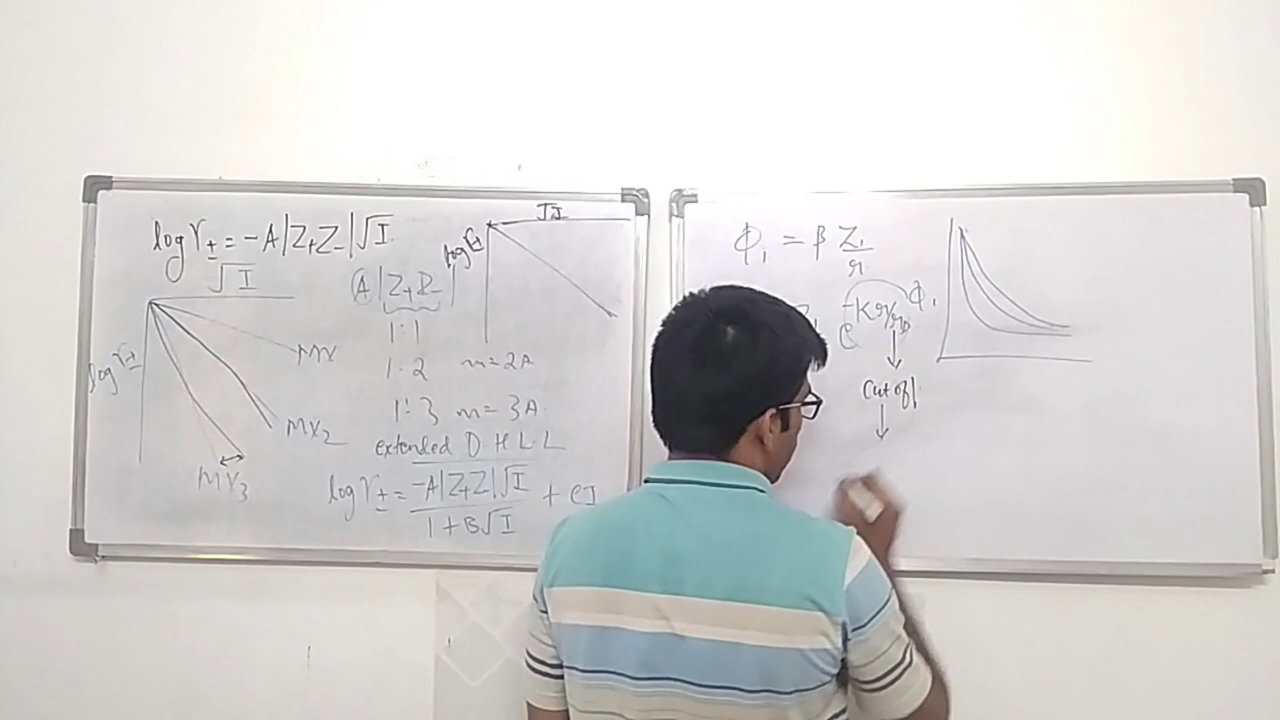 log γ± = -A|Z₊Z₋|√I
√I
log γ±
MX
MX₂
MX₃
A|Z₊Z₋|
1:1
1:2 m=2A
1:3 m=3A
√I
log γ±
extended D H L L
log γ± = -A|Z₊Z₋|√I / 1+B√I + CI
ϕ₁ = β Z₁/r
e
cut off
ϕ₁